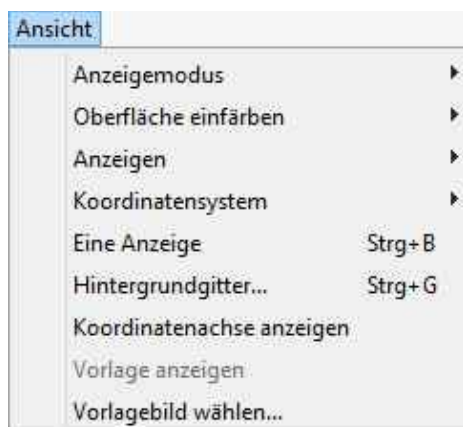 Ansicht
Anzeigemodus
Oberfläche einfärben
Anzeigen
Koordinatensystem
Eine Anzeige Strg+B
Hintergrundgitter... Strg+G
Koordinatenachse anzeigen
Vorlage anzeigen
Vorlagebild wählen...